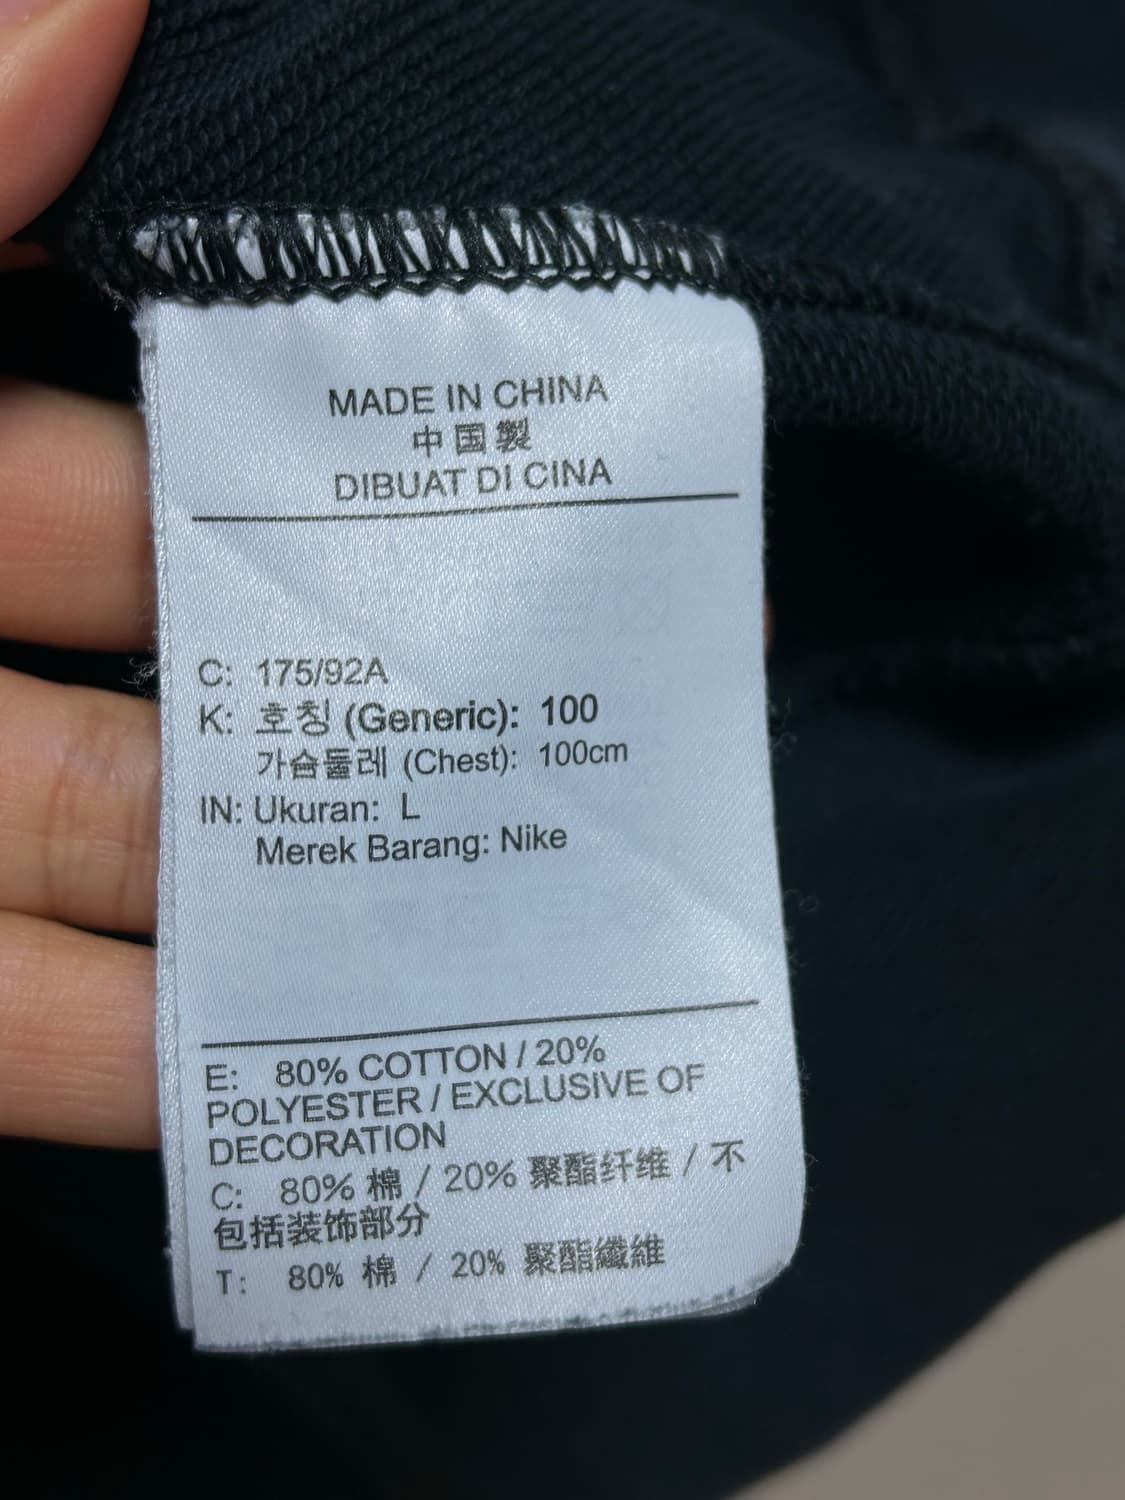 MADE IN CHINA
中国製
DIBUAT DI CINA
C: 175/92A
K: 호칭 (Generic): 100
가슴둘레 (Chest): 100cm
IN: Ukuran: L
Merek Barang: Nike
E: 80% COTTON / 20%
POLYESTER / EXCLUSIVE OF
DECORATION
C: 80% 棉 / 20% 聚酯纤维 / 不
包括装饰部分
T: 80% 棉 / 20% 聚酯纖維